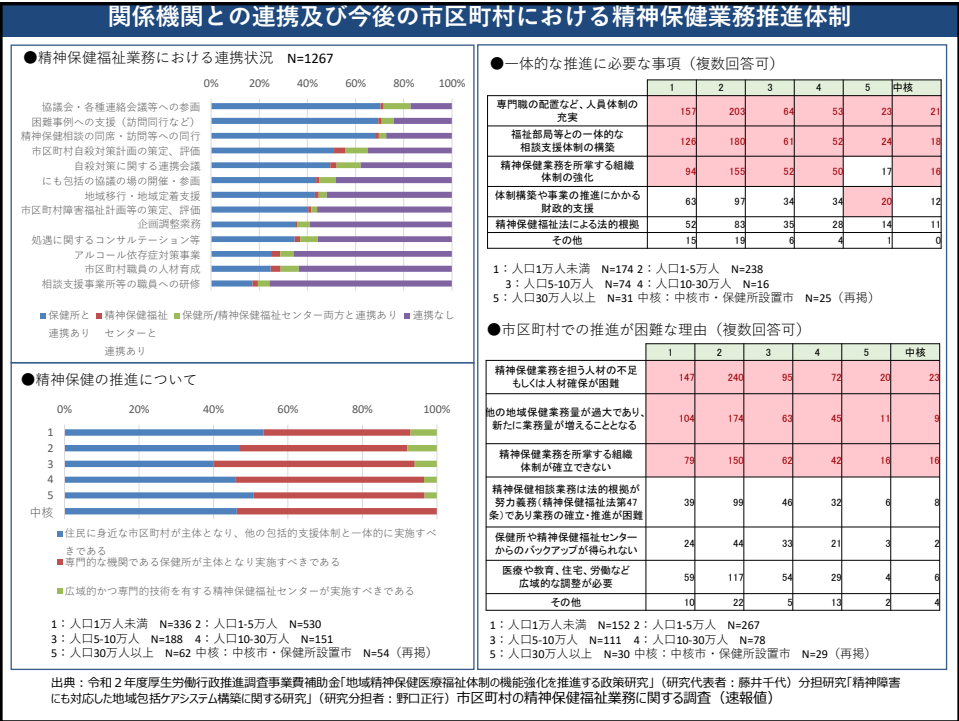 関係機関との連携及び今後の市区町村における精神保健業務推進体制
●精神保健福祉業務における連携状況 N=1267
0% 20% 40% 60% 80% 100%
協議会・各種連絡会議等への参画
困難事例への支援（訪問同行など）
精神保健相談の同席・訪問等への同行
市区町村自殺対策計画の策定、評価
自殺対策に関する連携会議
にも包括の協議の場の開催・参画
地域移行・地域定着支援
市区町村障害福祉計画等の策定、評価
企画調整業務
処遇に関するコンサルテーション等
アルコール依存症対策事業
市区町村職員の人材育成
相談支援事業所等の職員への研修
保健所と 精神保健福祉 保健所/精神保健福祉センター両方と連携あり 連携なし
連携あり センターと
連携あり
●精神保健の推進について
0% 20% 40% 60% 80% 100%
1
2
3
4
5
中核
住民に身近な市区町村が主体となり、他の包括的支援体制と一体的に実施すべ
きである
専門的な機関である保健所が主体となり実施すべきである
広域的かつ専門的技術を有する精神保健福祉センターが実施すべきである
1：人口1万人未満 N=336 2：人口1-5万人 N=530
3：人口5-10万人 N=188 4：人口10-30万人 N=151
5：人口30万人以上 N=62 中核：中核市・保健所設置市 N=54（再掲）
●一体的な推進に必要な事項（複数回答可）
1 2 3 4 5 中核
専門職の配置など、人員体制の
充実 157 203 64 53 23 21
福祉部局等との一体的な
相談支援体制の構築 126 180 61 52 24 18
精神保健業務を所掌する組織
体制の強化 94 155 52 50 17 16
体制構築や事業の推進にかかる
財政的支援 63 97 34 34 20 12
精神保健福祉法による法的根拠 52 83 35 28 14 11
その他 15 19 6 4 1 0
1：人口1万人未満 N=174 2：人口1-5万人 N=238
3：人口5-10万人 N=74 4：人口10-30万人 N=16
5：人口30万人以上 N=31 中核：中核市・保健所設置市 N=25（再掲）
●市区町村での推進が困難な理由（複数回答可）
1 2 3 4 5 中核
精神保健業務を担う人材の不足
もしくは人材確保が困難 147 240 95 72 20 23
他の地域保健業務量が過大であり、
新たに業務量が増えることとなる 104 174 63 45 11 9
精神保健業務を所掌する組織
体制が確立できない 79 150 62 42 16 16
精神保健相談業務は法的根拠が
努力義務（精神保健福祉法第47
条）であり業務の確立・推進が困難 39 99 46 32 6 8
保健所や精神保健福祉センター
からのバックアップが得られない 24 44 33 21 3 2
医療や教育、住宅、労働など
広域的な調整が必要 59 117 54 29 4 6
その他 10 22 5 13 2 4
1：人口1万人未満 N=152 2：人口1-5万人 N=267
3：人口5-10万人 N=111 4：人口10-30万人 N=78
5：人口30万人以上 N=30 中核：中核市・保健所設置市 N=29（再掲）
出典：令和２年度厚生労働行政推進調査事業費補助金「地域精神保健医療福祉体制の機能強化を推進する政策研究」（研究代表者：藤井千代）分担研究「精神障害
にも対応した地域包括ケアシステム構築に関する研究」（研究分担者：野口正行）市区町村の精神保健福祉業務に関する調査（速報値）